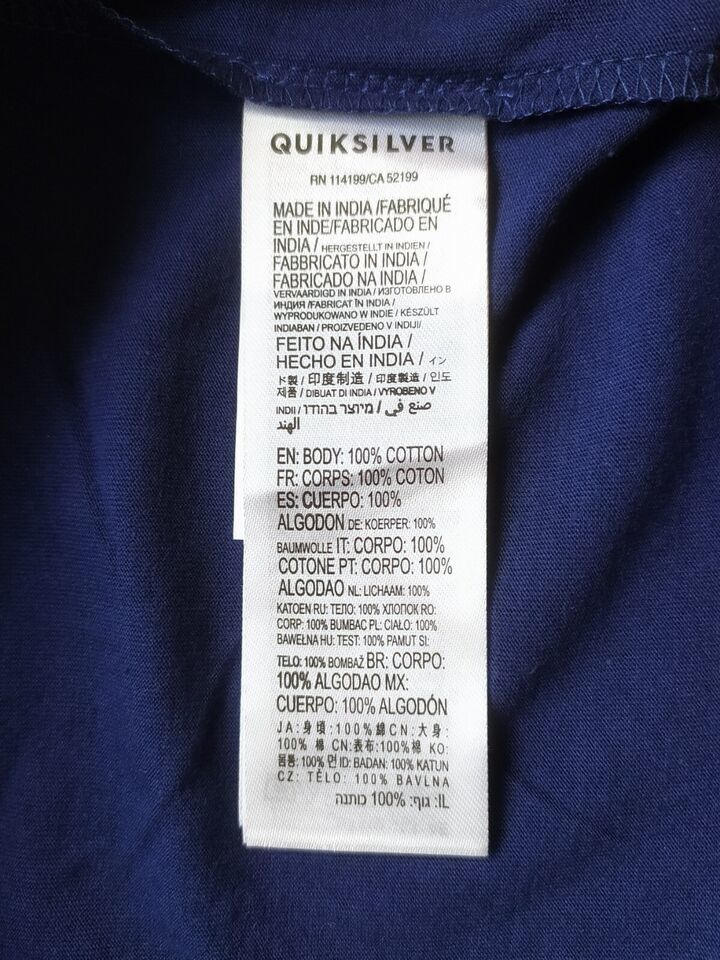 QUIKSILVER
RN 114199/CA 52199
MADE IN INDIA /FABRIQUÉ
EN INDE/FABRICADO EN
INDIA / HERGESTELLT IN INDIEN /
FABBRICATO IN INDIA /
FABRICADO NA INDIA /
VERVAARDIGD IN INDIA / ИЗГОТОВЛЕНО В
ИНДИЯ /FABRICAT ÎN INDIA /
WYPRODUKOWANO W INDIE / KÉSZÜLT
INDIABAN / PROIZVEDENO V INDIJI/
FEITO NA ÍNDIA /
HECHO EN INDIA / イン
ド製 / 印度制造 / 印度製造 / 인도
제품 / DIBUAT DI INDIA / VYROBENO V
INDII / מיוצר בהודו / صنع في
الهند
EN: BODY: 100% COTTON
FR: CORPS: 100% COTON
ES: CUERPO: 100%
ALGODON DE: KOERPER: 100%
BAUMWOLLE IT: CORPO: 100%
COTONE PT: CORPO: 100%
ALGODAO NL: LICHAAM: 100%
KATOEN RU: ТЕЛО: 100% ХЛОПОК RO:
CORP: 100% BUMBAC PL: CIAŁO: 100%
BAWEŁNA HU: TEST: 100% PAMUT SI:
TELO: 100% BOMBAŽ BR: CORPO:
100% ALGODAO MX:
CUERPO: 100% ALGODÓN
JA: 身頃: 100% 綿 CN: 大身:
100% 棉 CN: 表布: 100% 棉 KO:
몸통: 100% 면 ID: BADAN: 100% KATUN
CZ: TĚLO: 100% BAVLNA
IL: גוף: 100% כותנה